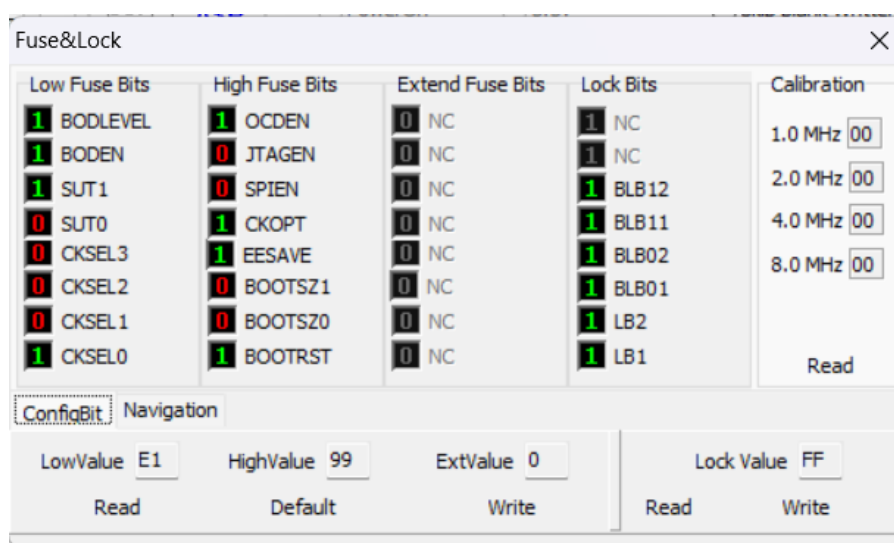 Fuse&Lock
Low Fuse Bits High Fuse Bits Extend Fuse Bits Lock Bits Calibration
1 BODLEVEL 1 OCDEN 0 NC 1 NC 1.0 MHz 00
1 BODEN 0 JTAGEN 0 NC 1 NC
1 SUT1 0 SPIEN 0 NC 1 BLB12 2.0 MHz 00
0 SUT0 1 CKOPT 0 NC 1 BLB11 4.0 MHz 00
0 CKSEL3 1 EESAVE 0 NC 1 BLB02 8.0 MHz 00
0 CKSEL2 0 BOOTSZ1 0 NC 1 BLB01
0 CKSEL1 0 BOOTSZ0 0 NC 1 LB2
1 CKSEL0 1 BOOTRST 0 NC 1 LB1 Read
ConfigBit Navigation
LowValue E1 HighValue 99 ExtValue 0 Lock Value FF
Read Default Write Read Write